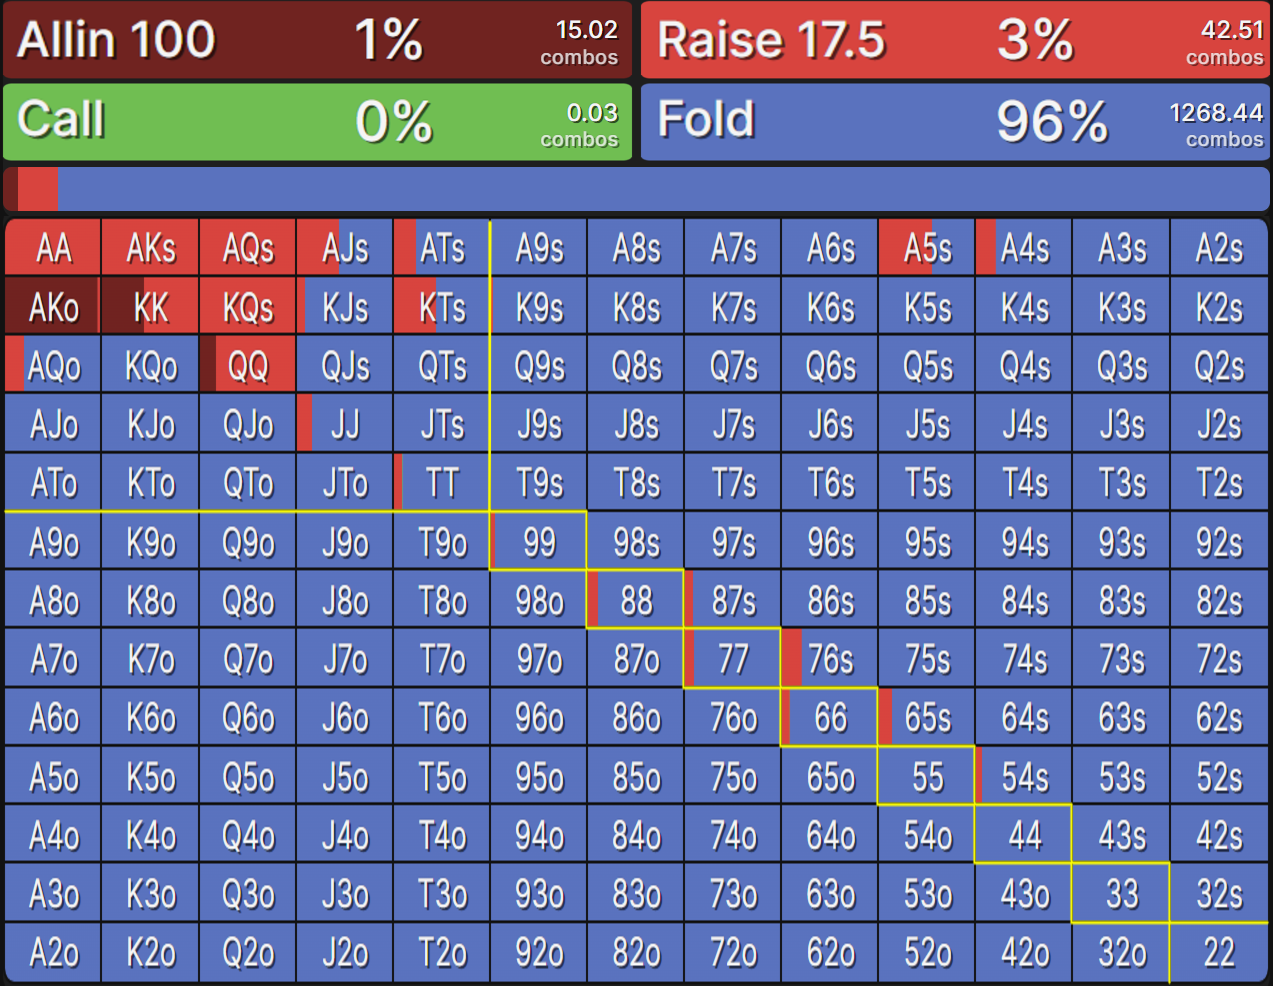 Allin 100 1% 15.02 combos Raise 17.5 3% 42.51 combos
Call 0% 0.03 combos Fold 96% 1268.44 combos
AA AKs AQs AJs ATs A9s A8s A7s A6s A5s A4s A3s A2s
AKo KK KQs KJs KTs K9s K8s K7s K6s K5s K4s K3s K2s
AQo KQo QQ QJs QTs Q9s Q8s Q7s Q6s Q5s Q4s Q3s Q2s
AJo KJo QJo JJ JTs J9s J8s J7s J6s J5s J4s J3s J2s
ATo KTo QTo JTo TT T9s T8s T7s T6s T5s T4s T3s T2s
A9o K9o Q9o J9o T9o 99 98s 97s 96s 95s 94s 93s 92s
A8o K8o Q8o J8o T8o 98o 88 87s 86s 85s 84s 83s 82s
A7o K7o Q7o J7o T7o 97o 87o 77 76s 75s 74s 73s 72s
A6o K6o Q6o J6o T6o 96o 86o 76o 66 65s 64s 63s 62s
A5o K5o Q5o J5o T5o 95o 85o 75o 65o 55 54s 53s 52s
A4o K4o Q4o J4o T4o 94o 84o 74o 64o 54o 44 43s 42s
A3o K3o Q3o J3o T3o 93o 83o 73o 63o 53o 43o 33 32s
A2o K2o Q2o J2o T2o 92o 82o 72o 62o 52o 42o 32o 22